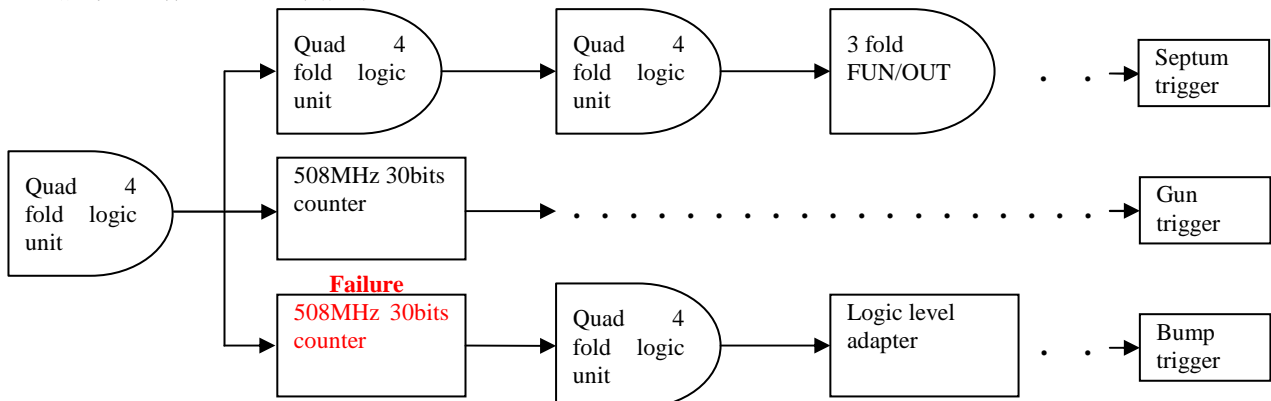 Quad 4
fold logic
unit
Quad 4
fold logic
unit
3 fold
FUN/OUT
. .
Septum
trigger
Quad 4
fold logic
unit
508MHz 30bits
counter
. . . . . . . . . . . . . . . . . . . .
Gun
trigger
Failure
508MHz 30bits
counter
Quad 4
fold logic
unit
Logic level
adapter
. .
Bump
trigger